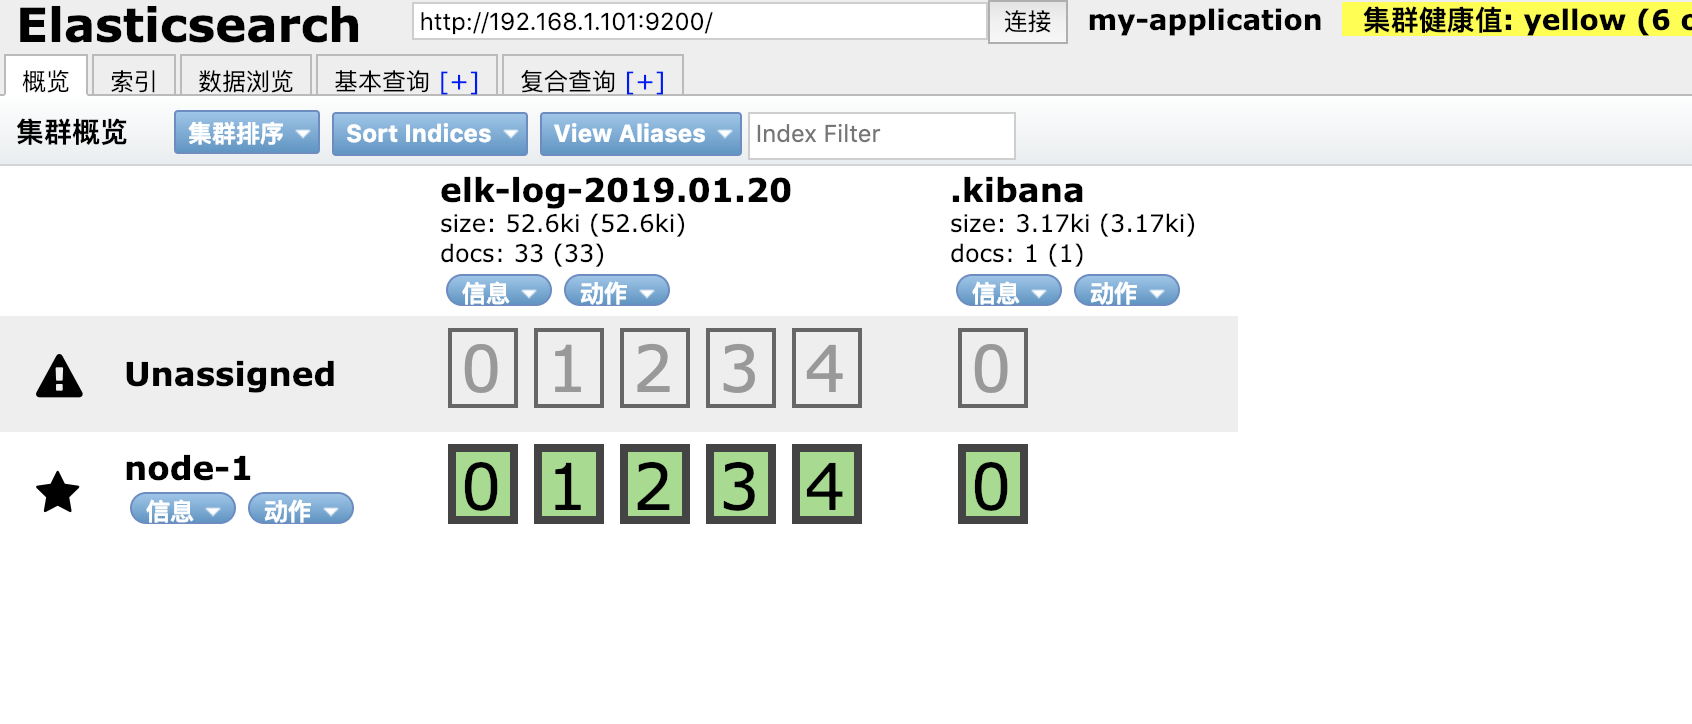 Elasticsearch
http://192.168.1.101:9200/ 连接 my-application 集群健康值: yellow (6 o
概览 索引 数据浏览 基本查询 [+] 复合查询 [+]
集群概览 集群排序 Sort Indices View Aliases Index Filter
elk-log-2019.01.20
size: 52.6ki (52.6ki)
docs: 33 (33)
信息 动作
.kibana
size: 3.17ki (3.17ki)
docs: 1 (1)
信息 动作
Unassigned 0 1 2 3 4 0
node-1
信息 动作
0 1 2 3 4 0